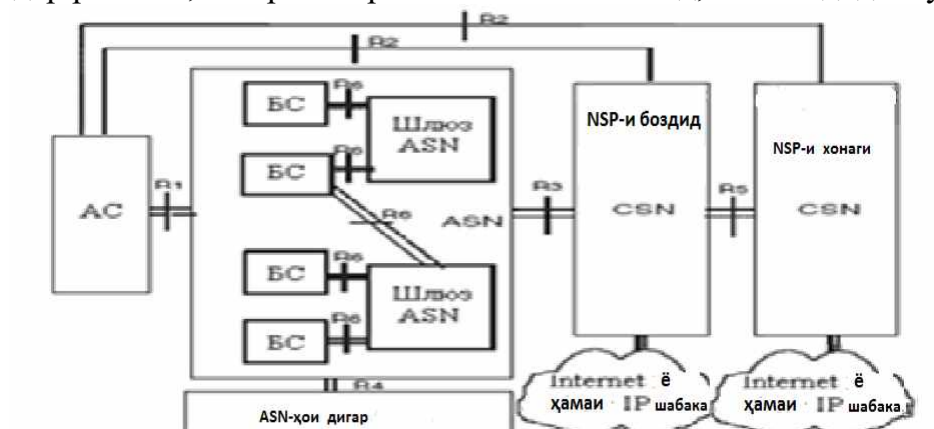 R2
R2
БС
R6
Шлюз
ASN
NSP-и боздид
NSP-и хонаги
R6
БС
R1
АС
R6
ASN
R3
CSN
R5
CSN
R6
БС
Шлюз
ASN
R6
БС
R4
ASN-ҳои дигар
Internet ё
ҳамаи IP шабака
Internet ё
ҳамаи IP шабака